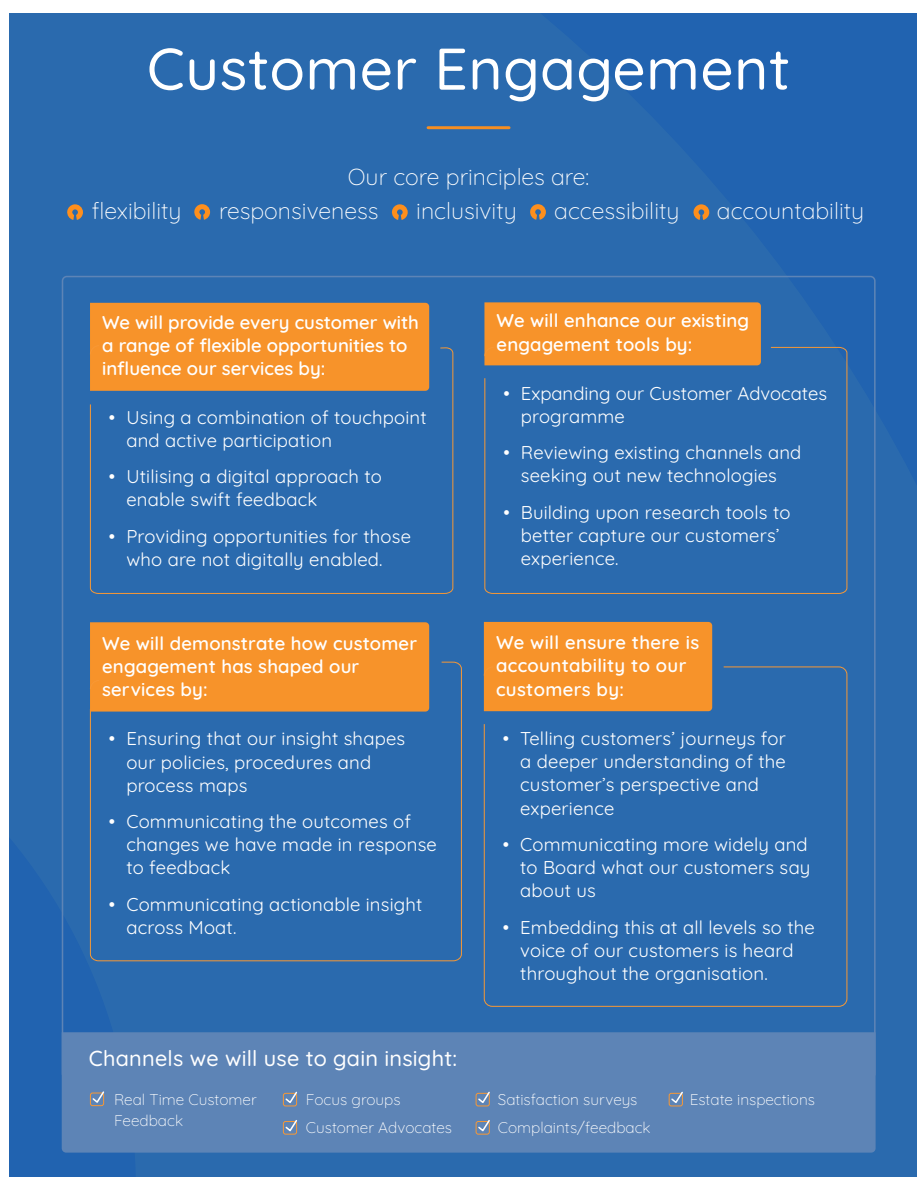 Customer Engagement
Our core principles are:
flexibility responsiveness inclusivity accessibility accountability
We will provide every customer with
a range of flexible opportunities to
influence our services by:
• Using a combination of touchpoint
and active participation
• Utilising a digital approach to
enable swift feedback
• Providing opportunities for those
who are not digitally enabled.
We will enhance our existing
engagement tools by:
• Expanding our Customer Advocates
programme
• Reviewing existing channels and
seeking out new technologies
• Building upon research tools to
better capture our customers’
experience.
We will demonstrate how customer
engagement has shaped our
services by:
• Ensuring that our insight shapes
our policies, procedures and
process maps
• Communicating the outcomes of
changes we have made in response
to feedback
• Communicating actionable insight
across Moat.
We will ensure there is
accountability to our
customers by:
• Telling customers’ journeys for
a deeper understanding of the
customer’s perspective and
experience
• Communicating more widely and
to Board what our customers say
about us
• Embedding this at all levels so the
voice of our customers is heard
throughout the organisation.
Channels we will use to gain insight:
Real Time Customer
Feedback
Focus groups
Customer Advocates
Satisfaction surveys
Complaints/feedback
Estate inspections